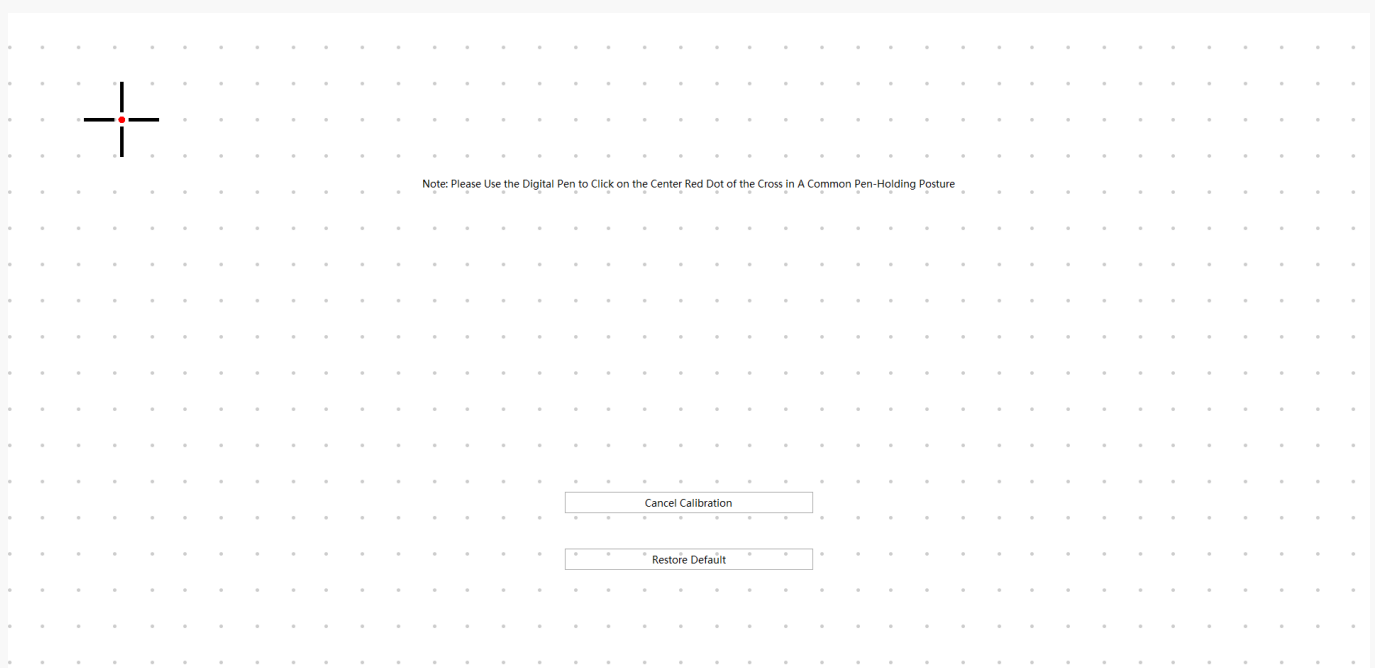 Note: Please Use the Digital Pen to Click on the Center Red Dot of the Cross in A Common Pen-Holding Posture
Cancel Calibration
Restore Default